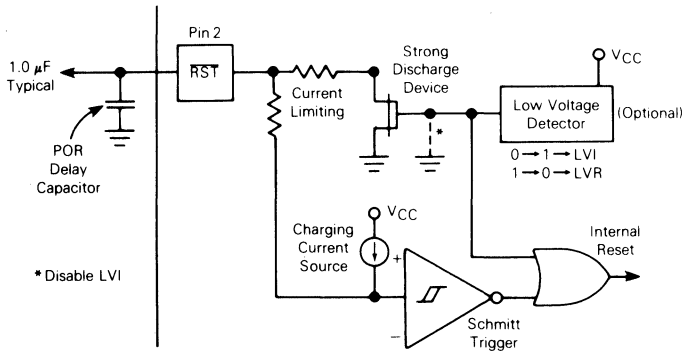 Pin 2
1.0 µF
Typical
RST
Current
Limiting
Strong
Discharge
Device
VCC
Low Voltage
Detector
(Optional)
0→1→LVI
1→0→LVR
*
POR
Delay
Capacitor
VCC
Charging
Current
Source
+
−
Schmitt
Trigger
Internal
Reset
*Disable LVI